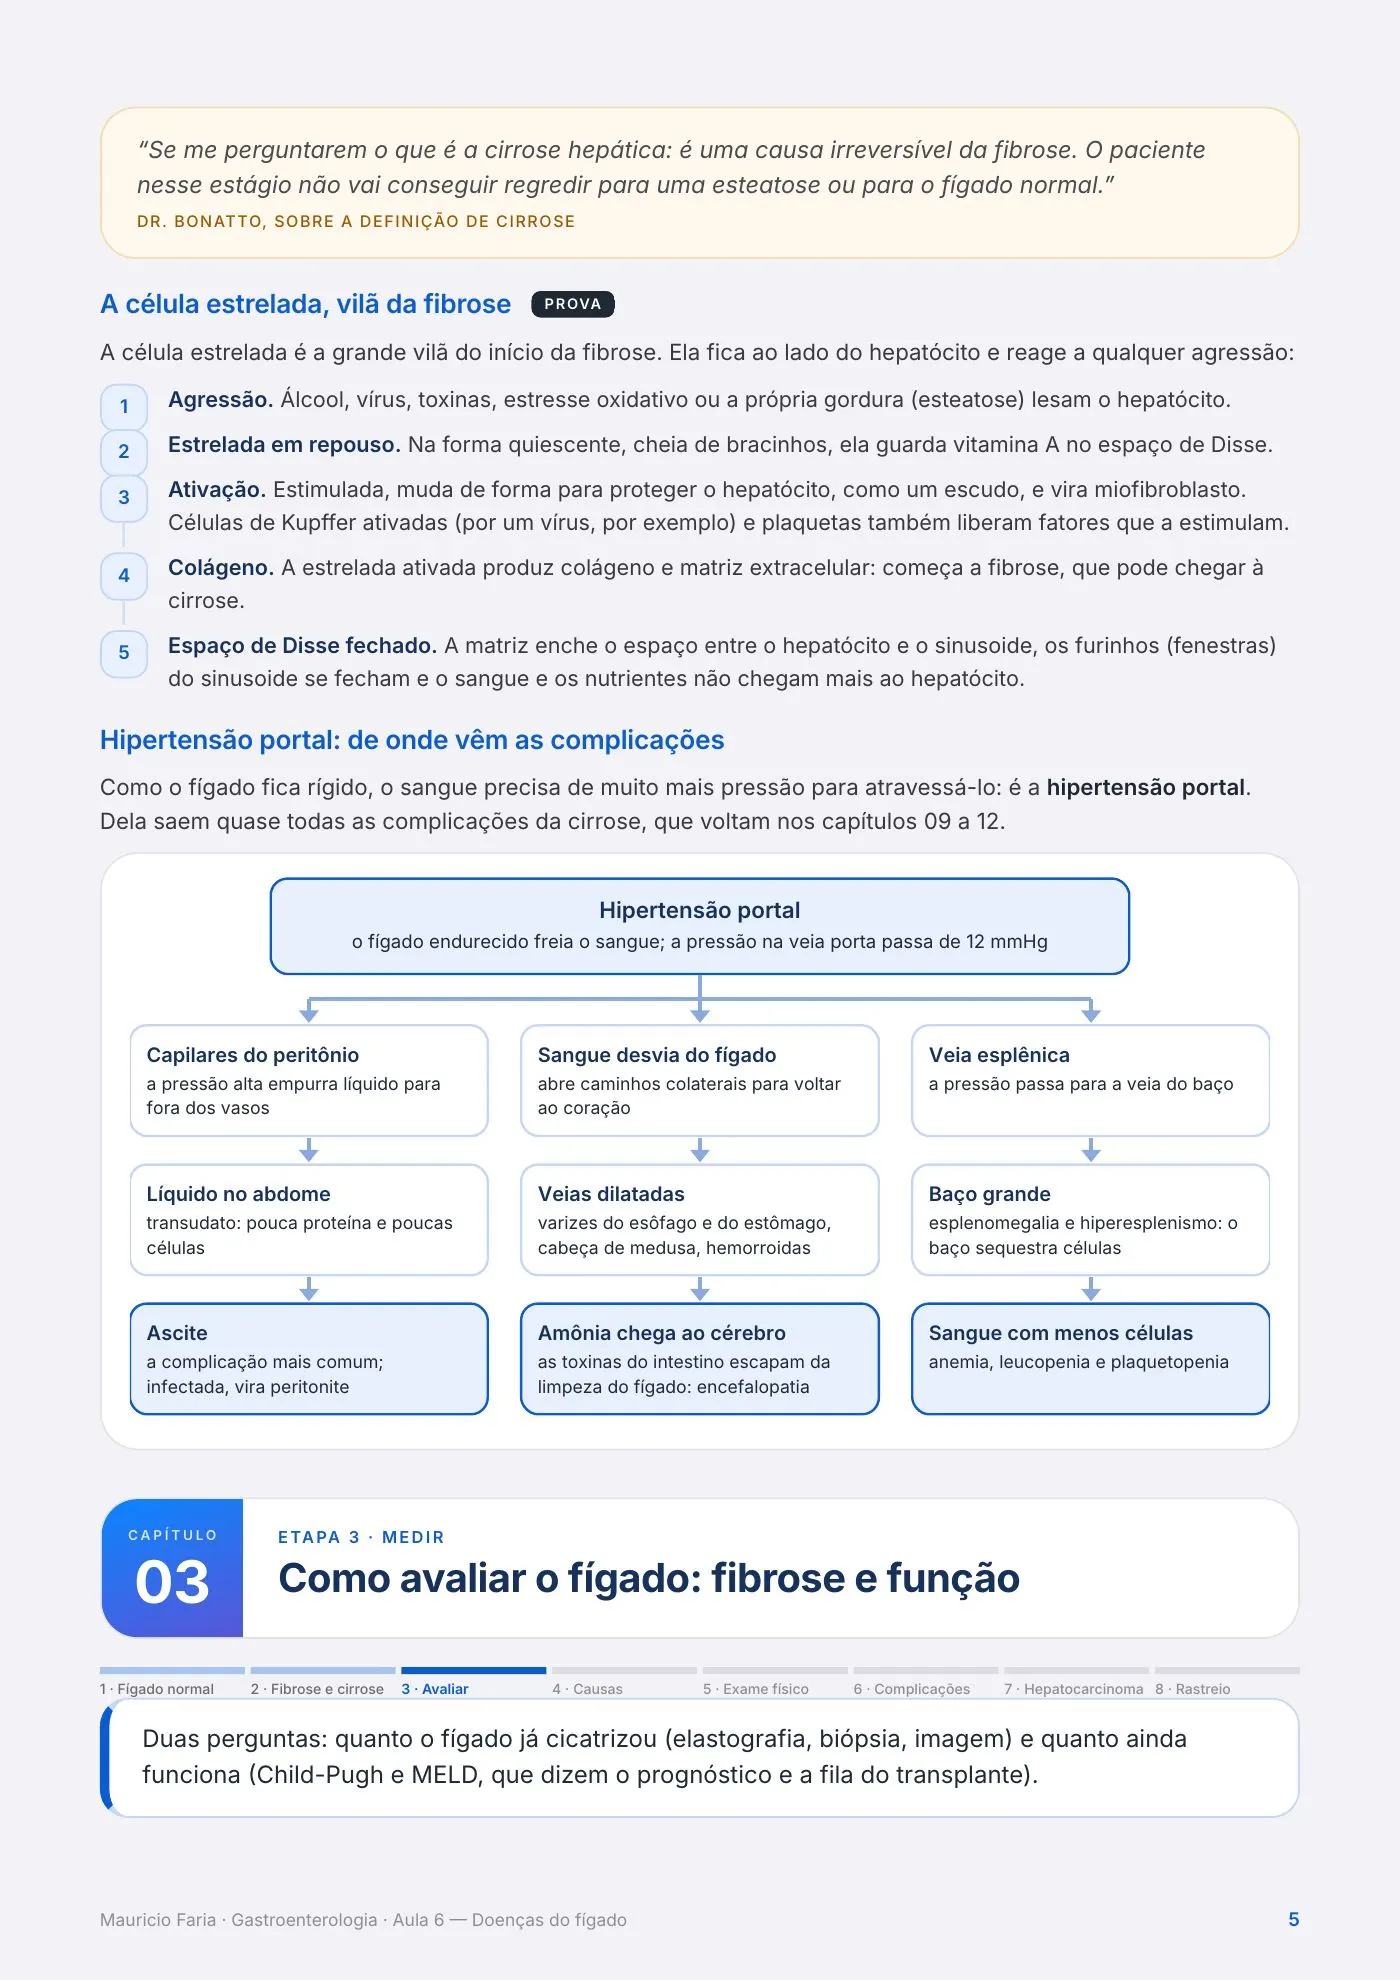 “Se me perguntarem o que é a cirrose hepática: é uma causa irreversível da fibrose. O paciente
nesse estágio não vai conseguir regredir para uma esteatose ou para o fígado normal.”
DR. BONATTO, SOBRE A DEFINIÇÃO DE CIRROSE
A célula estrelada, vilã da fibrose PROVA
A célula estrelada é a grande vilã do início da fibrose. Ela fica ao lado do hepatócito e reage a qualquer agressão:
1 Agressão. Álcool, vírus, toxinas, estresse oxidativo ou a própria gordura (esteatose) lesam o hepatócito.
2 Estrelada em repouso. Na forma quiescente, cheia de bracinhos, ela guarda vitamina A no espaço de Disse.
3 Ativação. Estimulada, muda de forma para proteger o hepatócito, como um escudo, e vira miofibroblasto.
Células de Kupffer ativadas (por um vírus, por exemplo) e plaquetas também liberam fatores que a estimulam.
4 Colágeno. A estrelada ativada produz colágeno e matriz extracelular: começa a fibrose, que pode chegar à
cirrose.
5 Espaço de Disse fechado. A matriz enche o espaço entre o hepatócito e o sinusoide, os furinhos (fenestras)
do sinusoide se fecham e o sangue e os nutrientes não chegam mais ao hepatócito.
Hipertensão portal: de onde vêm as complicações
Como o fígado fica rígido, o sangue precisa de muito mais pressão para atravessá-lo: é a hipertensão portal.
Dela saem quase todas as complicações da cirrose, que voltam nos capítulos 09 a 12.
Hipertensão portal
o fígado endurecido freia o sangue; a pressão na veia porta passa de 12 mmHg
Capilares do peritônio
a pressão alta empurra líquido para
fora dos vasos
Sangue desvia do fígado
abre caminhos colaterais para voltar
ao coração
Veia esplênica
a pressão passa para a veia do baço
Líquido no abdome
transudato: pouca proteína e poucas
células
Veias dilatadas
varizes do esôfago e do estômago,
cabeça de medusa, hemorroidas
Baço grande
esplenomegalia e hiperesplenismo: o
baço sequestra células
Ascite
a complicação mais comum;
infectada, vira peritonite
Amônia chega ao cérebro
as toxinas do intestino escapam da
limpeza do fígado: encefalopatia
Sangue com menos células
anemia, leucopenia e plaquetopenia
CAPÍTULO
03
ETAPA 3 · MEDIR
Como avaliar o fígado: fibrose e função
1 · Fígado normal 2 · Fibrose e cirrose 3 · Avaliar 4 · Causas 5 · Exame físico 6 · Complicações 7 · Hepatocarcinoma 8 · Rastreio
Duas perguntas: quanto o fígado já cicatrizou (elastografia, biópsia, imagem) e quanto ainda
funciona (Child-Pugh e MELD, que dizem o prognóstico e a fila do transplante).
Mauricio Faria · Gastroenterologia · Aula 6 — Doenças do fígado 5